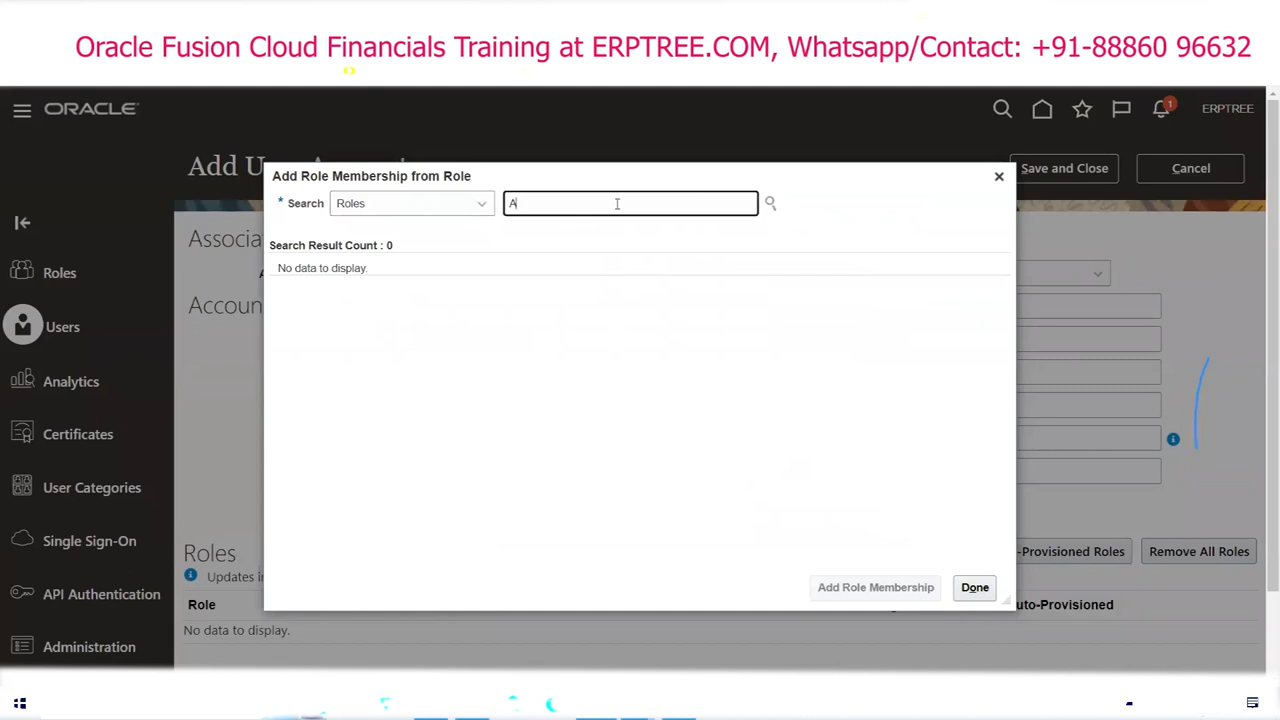 Oracle Fusion Cloud Financials Training at ERPTREE.COM, Whatsapp/Contact: +91-88860 96632
ORACLE
1
ERPTREE
Add U
Save and Close
Cancel
Add Role Membership from Role
* Search
Roles
A
Search Result Count : 0
No data to display.
Associa
Accoun
Roles
Users
Analytics
Certificates
User Categories
Single Sign-On
API Authentication
Administration
Roles
-Provisioned Roles
Remove All Roles
Updates i
Add Role Membership
Done
Role
uto-Provisioned
No data to display.